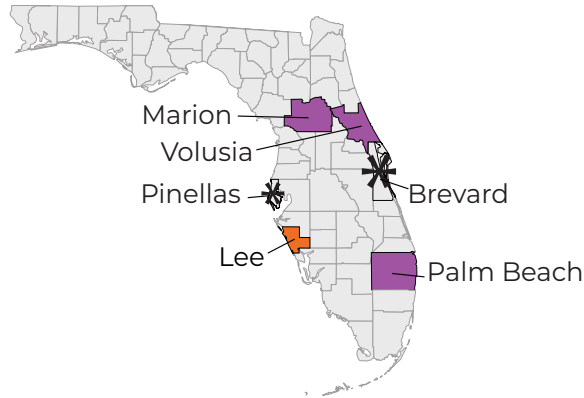 Marion
Volusia
Pinellas
Brevard
Lee
Palm Beach